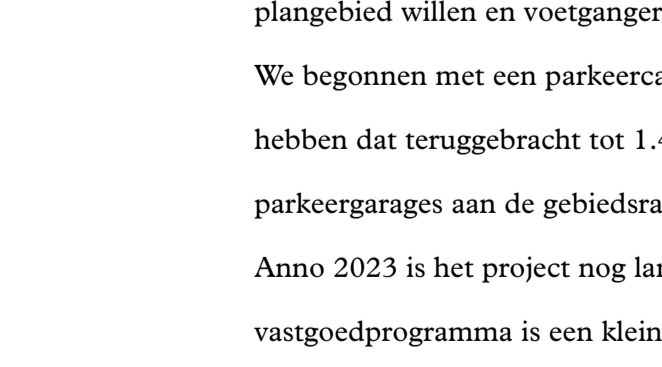 plangebied willen en voetganger
We begonnen met een parkeerca
hebben dat teruggebracht tot 1.4
parkeergarages aan de gebiedsra
Anno 2023 is het project nog lan
vastgoedprogramma is een klein